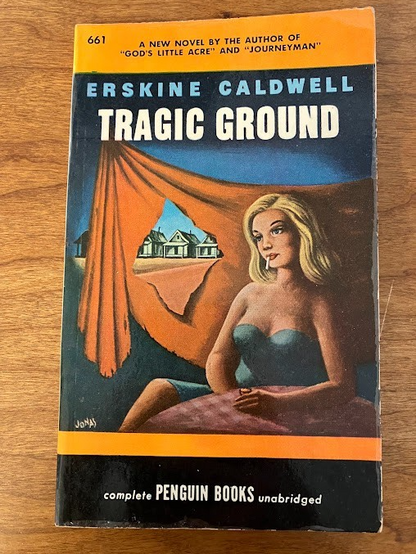 661
A NEW NOVEL BY THE AUTHOR OF
"GOD'S LITTLE ACRE" AND "JOURNEYMAN"
ERSKINE CALDWELL
TRAGIC GROUND
JONAS
complete PENGUIN BOOKS unabridged